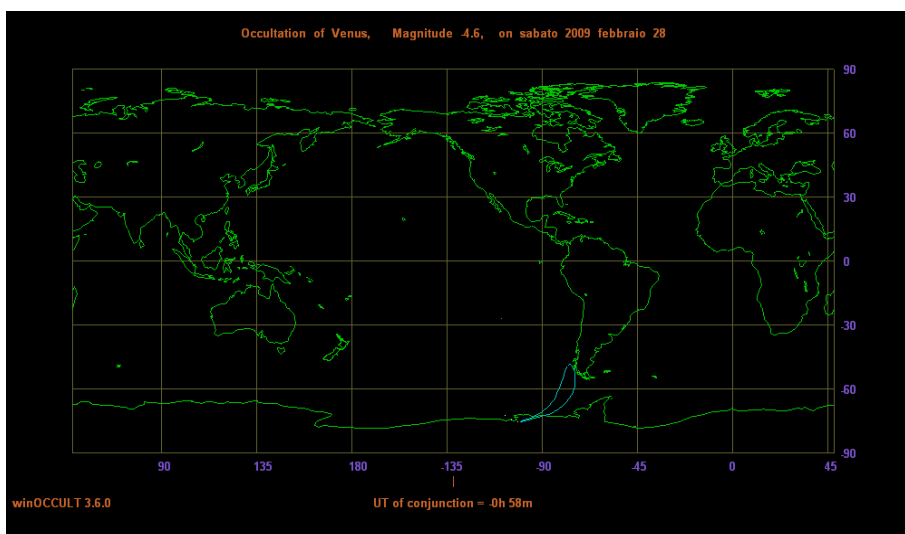 Occultation of Venus, Magnitude -4.6, on sabato 2009 febbraio 28
90
60
30
0
-30
-60
-90
90 135 180 -135 -90 -45 0 45
winOCCULT 3.6.0 UT of conjunction = -0h 58m